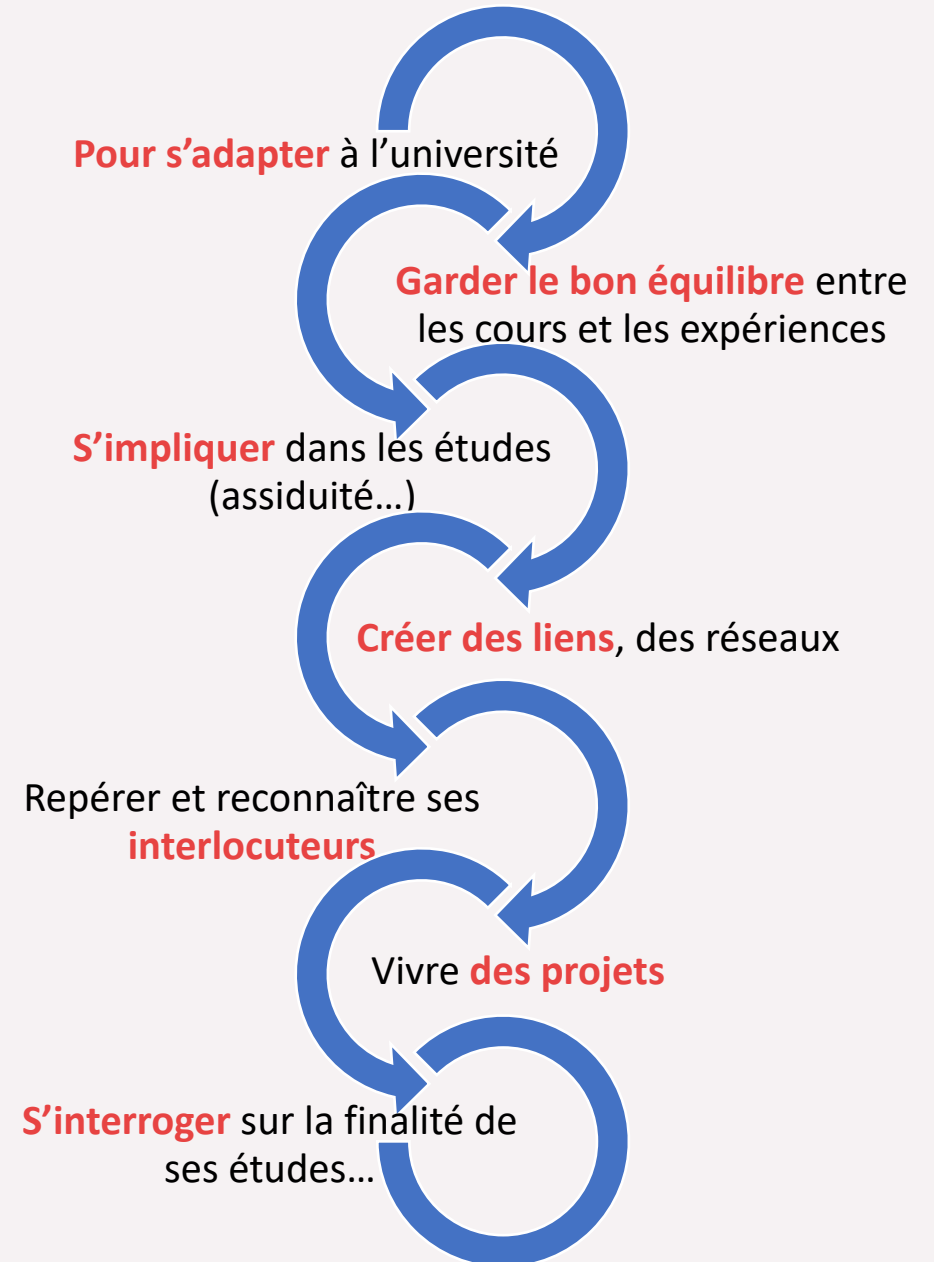 Pour s’adapter à l’université
Garder le bon équilibre entre
les cours et les expériences
S’impliquer dans les études
(assiduité…)
Créer des liens, des réseaux
Repérer et reconnaître ses
interlocuteurs
Vivre des projets
S’interroger sur la finalité de
ses études…